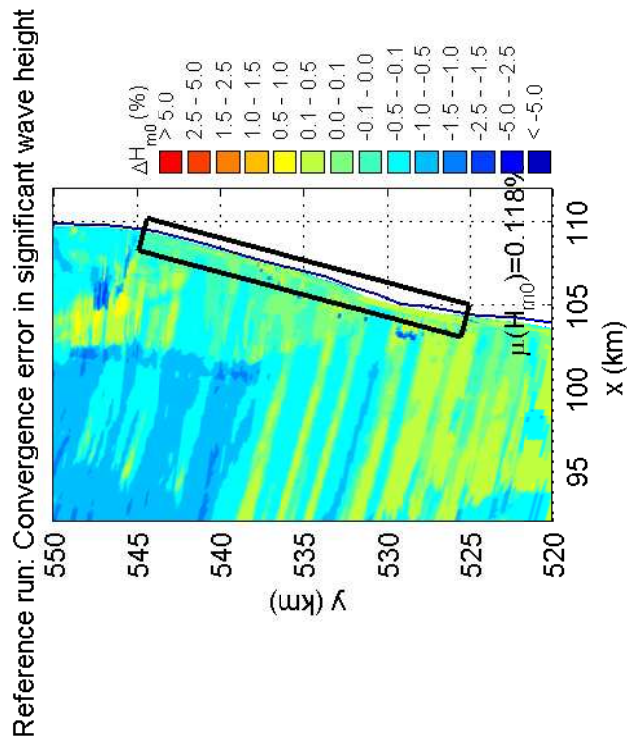 Reference run: Convergence error in significant wave height
ΔHm0 (%)
> 5.0
2.5 - 5.0
1.5 - 2.5
1.0 - 1.5
0.5 - 1.0
0.1 - 0.5
0.0 - 0.1
-0.1 - 0.0
-0.5 - -0.1
-1.0 - -0.5
-1.5 - -1.0
-2.5 - -1.5
-5.0 - -2.5
< -5.0
550
545
540
535
530
525
520
y (km)
95
100
105
110
x (km)
μ(Hm0)=0.118%